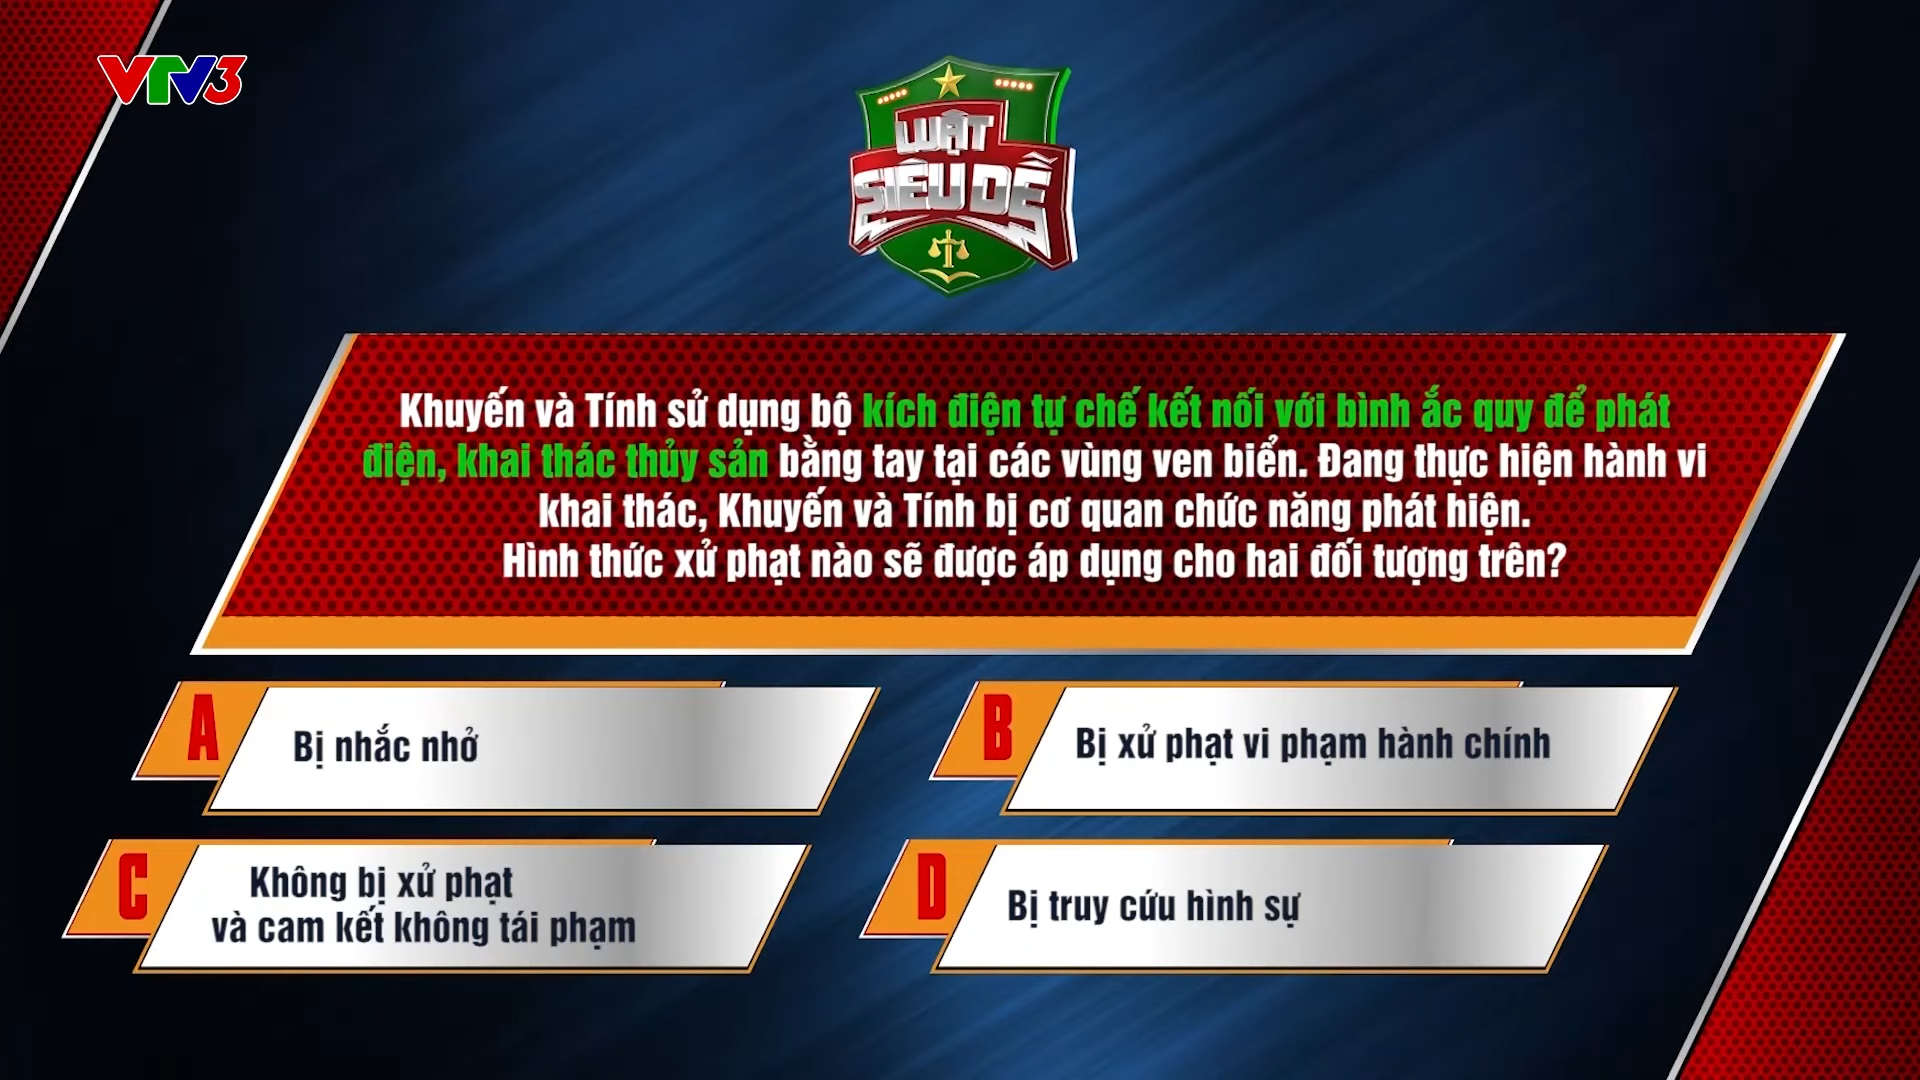 VTV3
LUẬT
SIÊU DỄ
Khuyến và Tính sử dụng bộ kích điện tự chế kết nối với bình ắc quy để phát
điện, khai thác thủy sản bằng tay tại các vùng ven biển. Đang thực hiện hành vi
khai thác, Khuyến và Tính bị cơ quan chức năng phát hiện.
Hình thức xử phạt nào sẽ được áp dụng cho hai đối tượng trên?
A Bị nhắc nhở
B Bị xử phạt vi phạm hành chính
C Không bị xử phạt
và cam kết không tái phạm
D Bị truy cứu hình sự